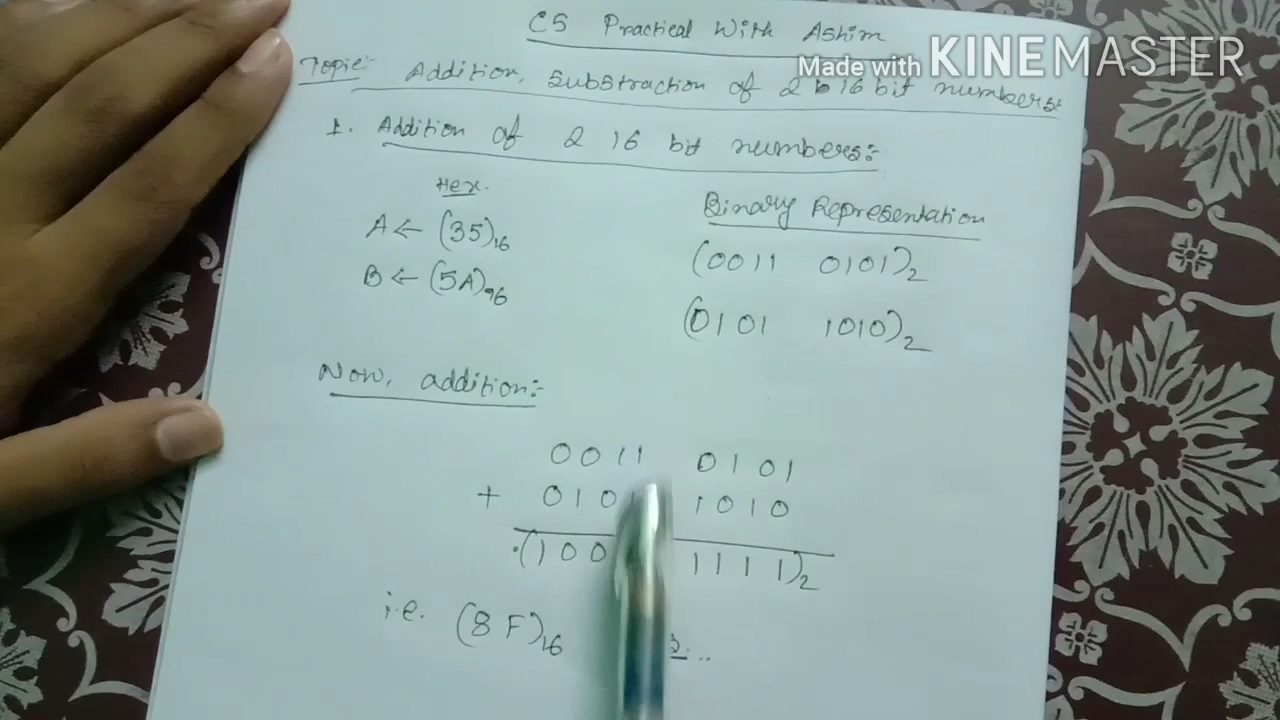 CS Practical With Ashim
Made with KINEMASTER
Topic:- Addition, Substraction of 2 16 bit numbers:
1. Addition of 2 16 bit numbers:-
Hex. Binary Representation
A ← (35)16 (0011 0101)2
B ← (5A)96 (0101 1010)2
Now, addition:-
0011 0101
+ 010 1010
(100 1111)2
i.e. (8F)16